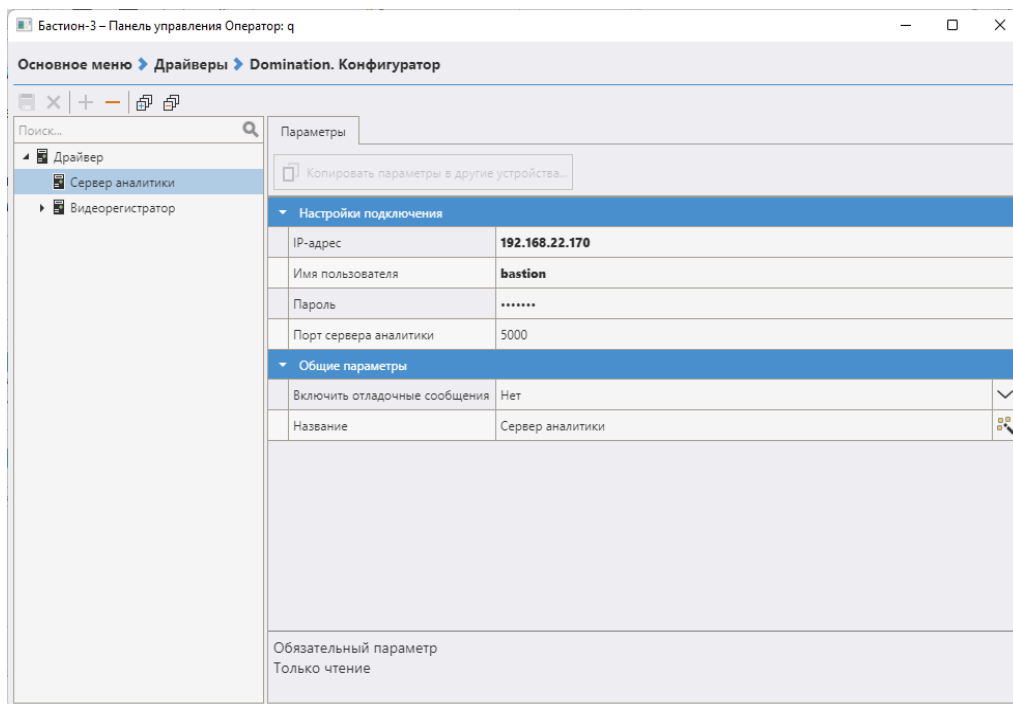 Бастион-3 – Панель управления Оператор: q
Основное меню Драйверы Domination. Конфигуратор
Поиск...
Драйвер
Сервер аналитики
Видеорегистратор
Параметры
Копировать параметры в другие устройства...
Настройки подключения
IP-адрес 192.168.22.170
Имя пользователя bastion
Пароль •••••••
Порт сервера аналитики 5000
Общие параметры
Включить отладочные сообщения Нет
Название Сервер аналитики
Обязательный параметр
Только чтение